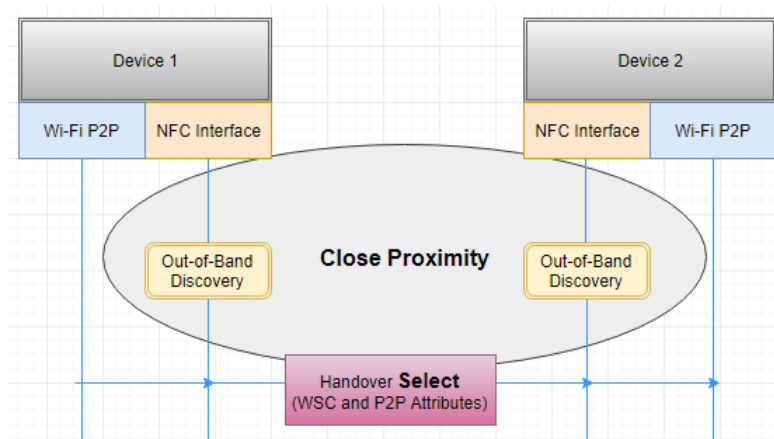 Device 1
Device 2
Wi-Fi P2P
NFC Interface
NFC Interface
Wi-Fi P2P
Close Proximity
Out-of-Band
Discovery
Out-of-Band
Discovery
Handover Select
(WSC and P2P Attributes)